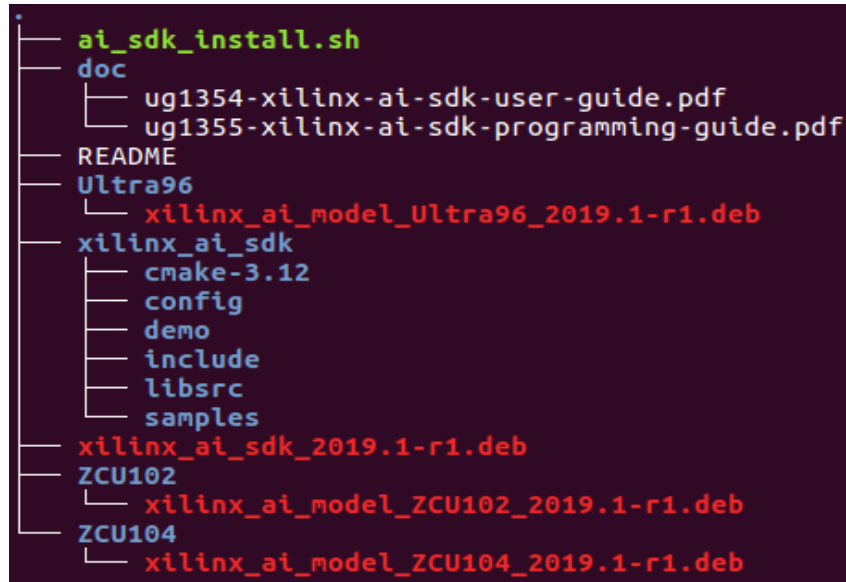 .
├── ai_sdk_install.sh
├── doc
│   ├── ug1354-xilinx-ai-sdk-user-guide.pdf
│   └── ug1355-xilinx-ai-sdk-programming-guide.pdf
├── README
├── Ultra96
│   └── xilinx_ai_model_Ultra96_2019.1-r1.deb
├── xilinx_ai_sdk
│   ├── cmake-3.12
│   ├── config
│   ├── demo
│   ├── include
│   ├── libsrc
│   └── samples
├── xilinx_ai_sdk_2019.1-r1.deb
├── ZCU102
│   └── xilinx_ai_model_ZCU102_2019.1-r1.deb
└── ZCU104
    └── xilinx_ai_model_ZCU104_2019.1-r1.deb